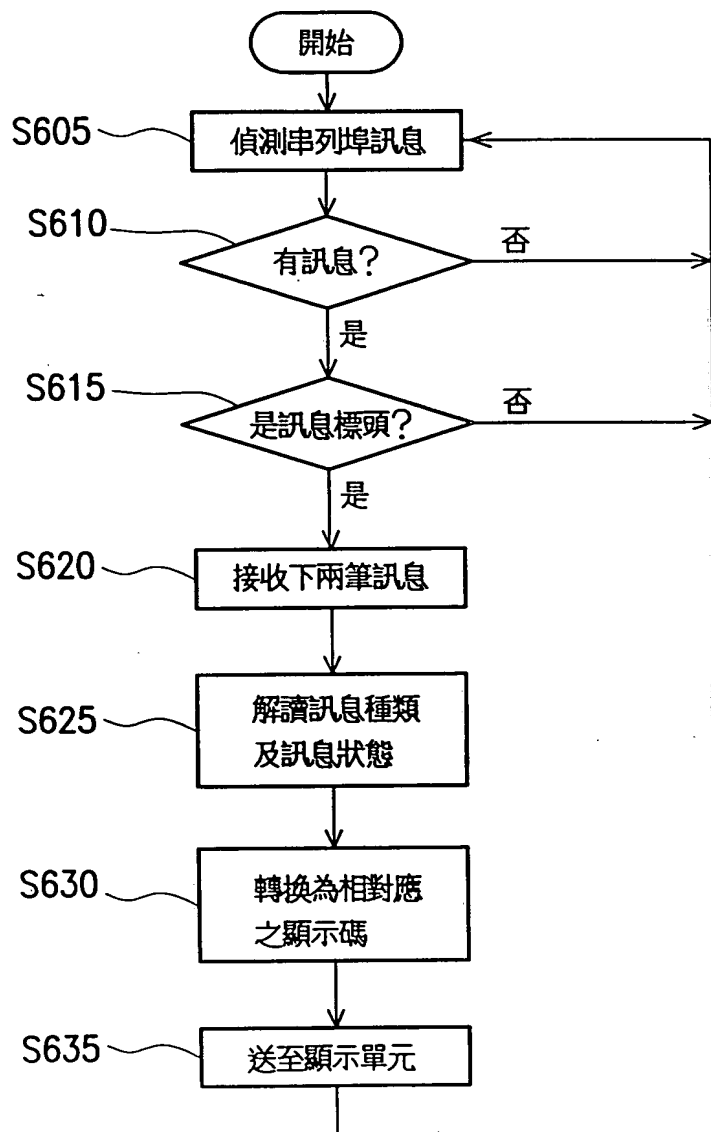 開始
S605
偵測串列埠訊息
S610
有訊息?
否
是
S615
是訊息標頭?
否
是
S620
接收下兩筆訊息
S625
解讀訊息種類
及訊息狀態
S630
轉換為相對應
之顯示碼
S635
送至顯示單元